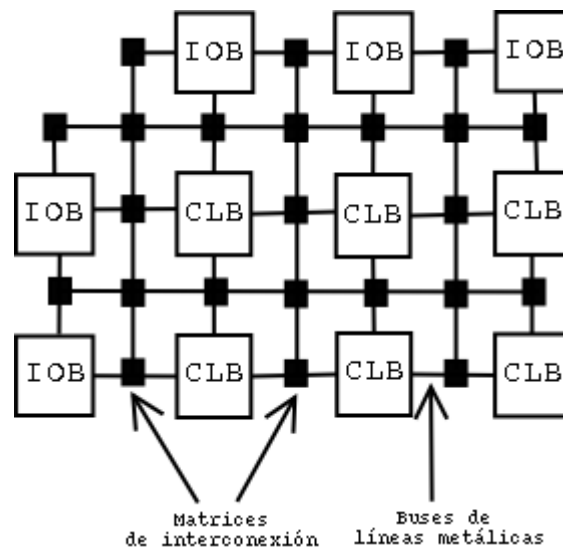 IOB IOB IOB
IOB CLB CLB CLB
IOB CLB CLB CLB
Matrices
de interconexión
Buses de
líneas metálicas